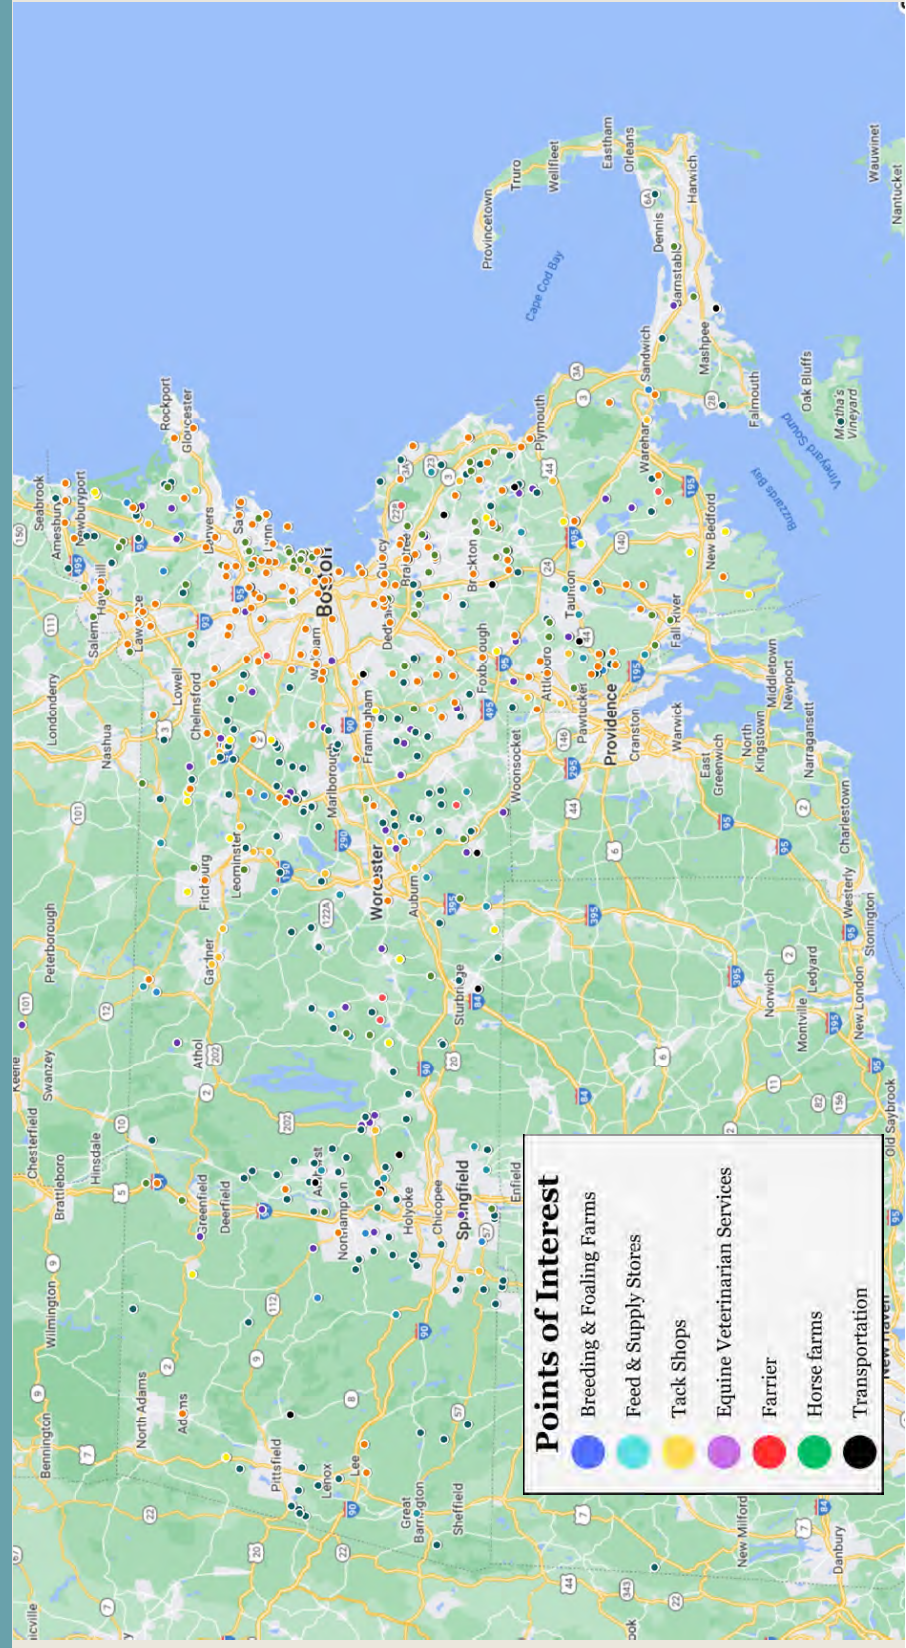 Points of Interest
Breeding & Foaling Farms
Feed & Supply Stores
Tack Shops
Equine Veterinarian Services
Farrier
Horse farms
Transportation
Bennington
Wilmington
Brattleboro
Chesterfield
Hinsdale
Swanzey
Keene
Peterborough
Nashua
Londonderry
Seabrook
Amesbury
Newburyport
Salem
Lowell
Chelmsford
North Adams
Adams
Greenfield
Deerfield
Athol
Gardner
Fitchburg
Leominster
Rockport
Gloucester
Danvers
Lynn
Boston
Pittsfield
Lenox
Lee
Northampton
Amherst
Marlborough
Framingham
Worcester
Auburn
Great
Barrington
Sheffield
Holyoke
Chicopee
Springfield
Enfield
Sturbridge
Woonsocket
Foxborough
Brockton
Attleboro
Taunton
Plymouth
Provincetown
Truro
Wellfleet
Eastham
Orleans
Cape Cod Bay
Dennis
Harwich
Barnstable
Sandwich
Mashpee
Falmouth
Oak Bluffs
Martha's
Vineyard
Vineyard Sound
Buzzards Bay
Wareham
New Bedford
Fall River
Pawtucket
Providence
Cranston
Warwick
East
Greenwich
North
Kingstown
Middletown
Newport
Narragansett
Charlestown
Westerly
Stonington
Norwich
Ledyard
Montville
New London
Old Saybrook
New Haven
New Milford
Danbury
Wauwinet
Nantucket